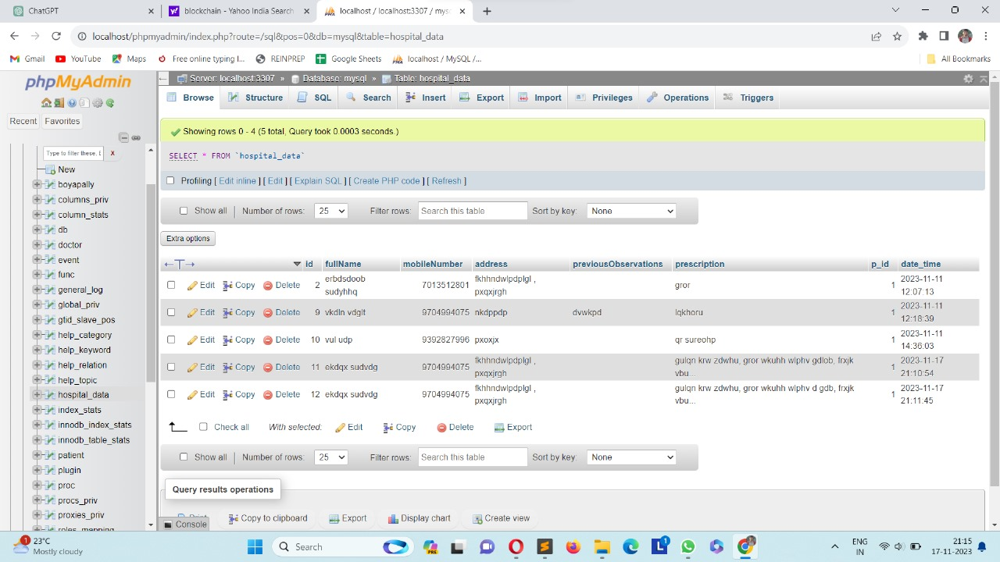 ChatGPT
blockchain - Yahoo India Search
localhost / localhost:3307 / mysc
localhost/phpmyadmin/index.php?route=/sql&pos=0&db=mysql&table=hospital_data
Gmail YouTube Maps Free online typing l... REINPREP Google Sheets localhost / MySQL /... All Bookmarks
phpMyAdmin
Server: localhost:3307 » Database: mysql » Table: hospital_data
Browse Structure SQL Search Insert Export Import Privileges Operations Triggers
Recent Favorites
Type to filter these, E X
New
boyapally
columns_priv
column_stats
db
doctor
event
func
general_log
global_priv
gtid_slave_pos
help_category
help_keyword
help_relation
help_topic
hospital_data
index_stats
innodb_index_stats
innodb_table_stats
patient
plugin
proc
procs_priv
proxies_priv
roles_mapping
Showing rows 0 - 4 (5 total, Query took 0.0003 seconds.)
SELECT * FROM `hospital_data`
Profiling [ Edit inline ] [ Edit ] [ Explain SQL ] [ Create PHP code ] [ Refresh ]
Show all | Number of rows: 25 Filter rows: Search this table Sort by key: None
Extra options
id fullName mobileNumber address previousObservations prescription p_id date_time
Edit Copy Delete 2 erbdsdoob sudyhhq 7013512801 fkhhndwlpdplgl , pxqxjrgh gror 1 2023-11-11 12:07:13
Edit Copy Delete 9 vkdln vdglt 9704994075 nkdppdp dvwkpd lqkhoru 1 2023-11-11 12:18:39
Edit Copy Delete 10 vul udp 9392827996 pxoxjx qr sureohp 1 2023-11-11 14:36:03
Edit Copy Delete 11 ekdqx sudvdg 9704994075 fkhhndwlpdplgl , pxqxjrgh gulqn krw zdwhu, gror wkuhh wlphv gdlob, frxjk vbu... 1 2023-11-17 21:10:54
Edit Copy Delete 12 ekdqx sudvdg 9704994075 fkhhndwlpdplgl , pxqxjrgh gulqn krw zdwhu, gror wkuhh wlphv d gdb, frxjk vbu... 1 2023-11-17 21:11:45
Check all With selected: Edit Copy Delete Export
Show all | Number of rows: 25 Filter rows: Search this table Sort by key: None
Query results operations
Print Copy to clipboard Export Display chart Create view
Console
1 23°C
Mostly cloudy
Search
PRE
1
ENG
IN
21:15
17-11-2023